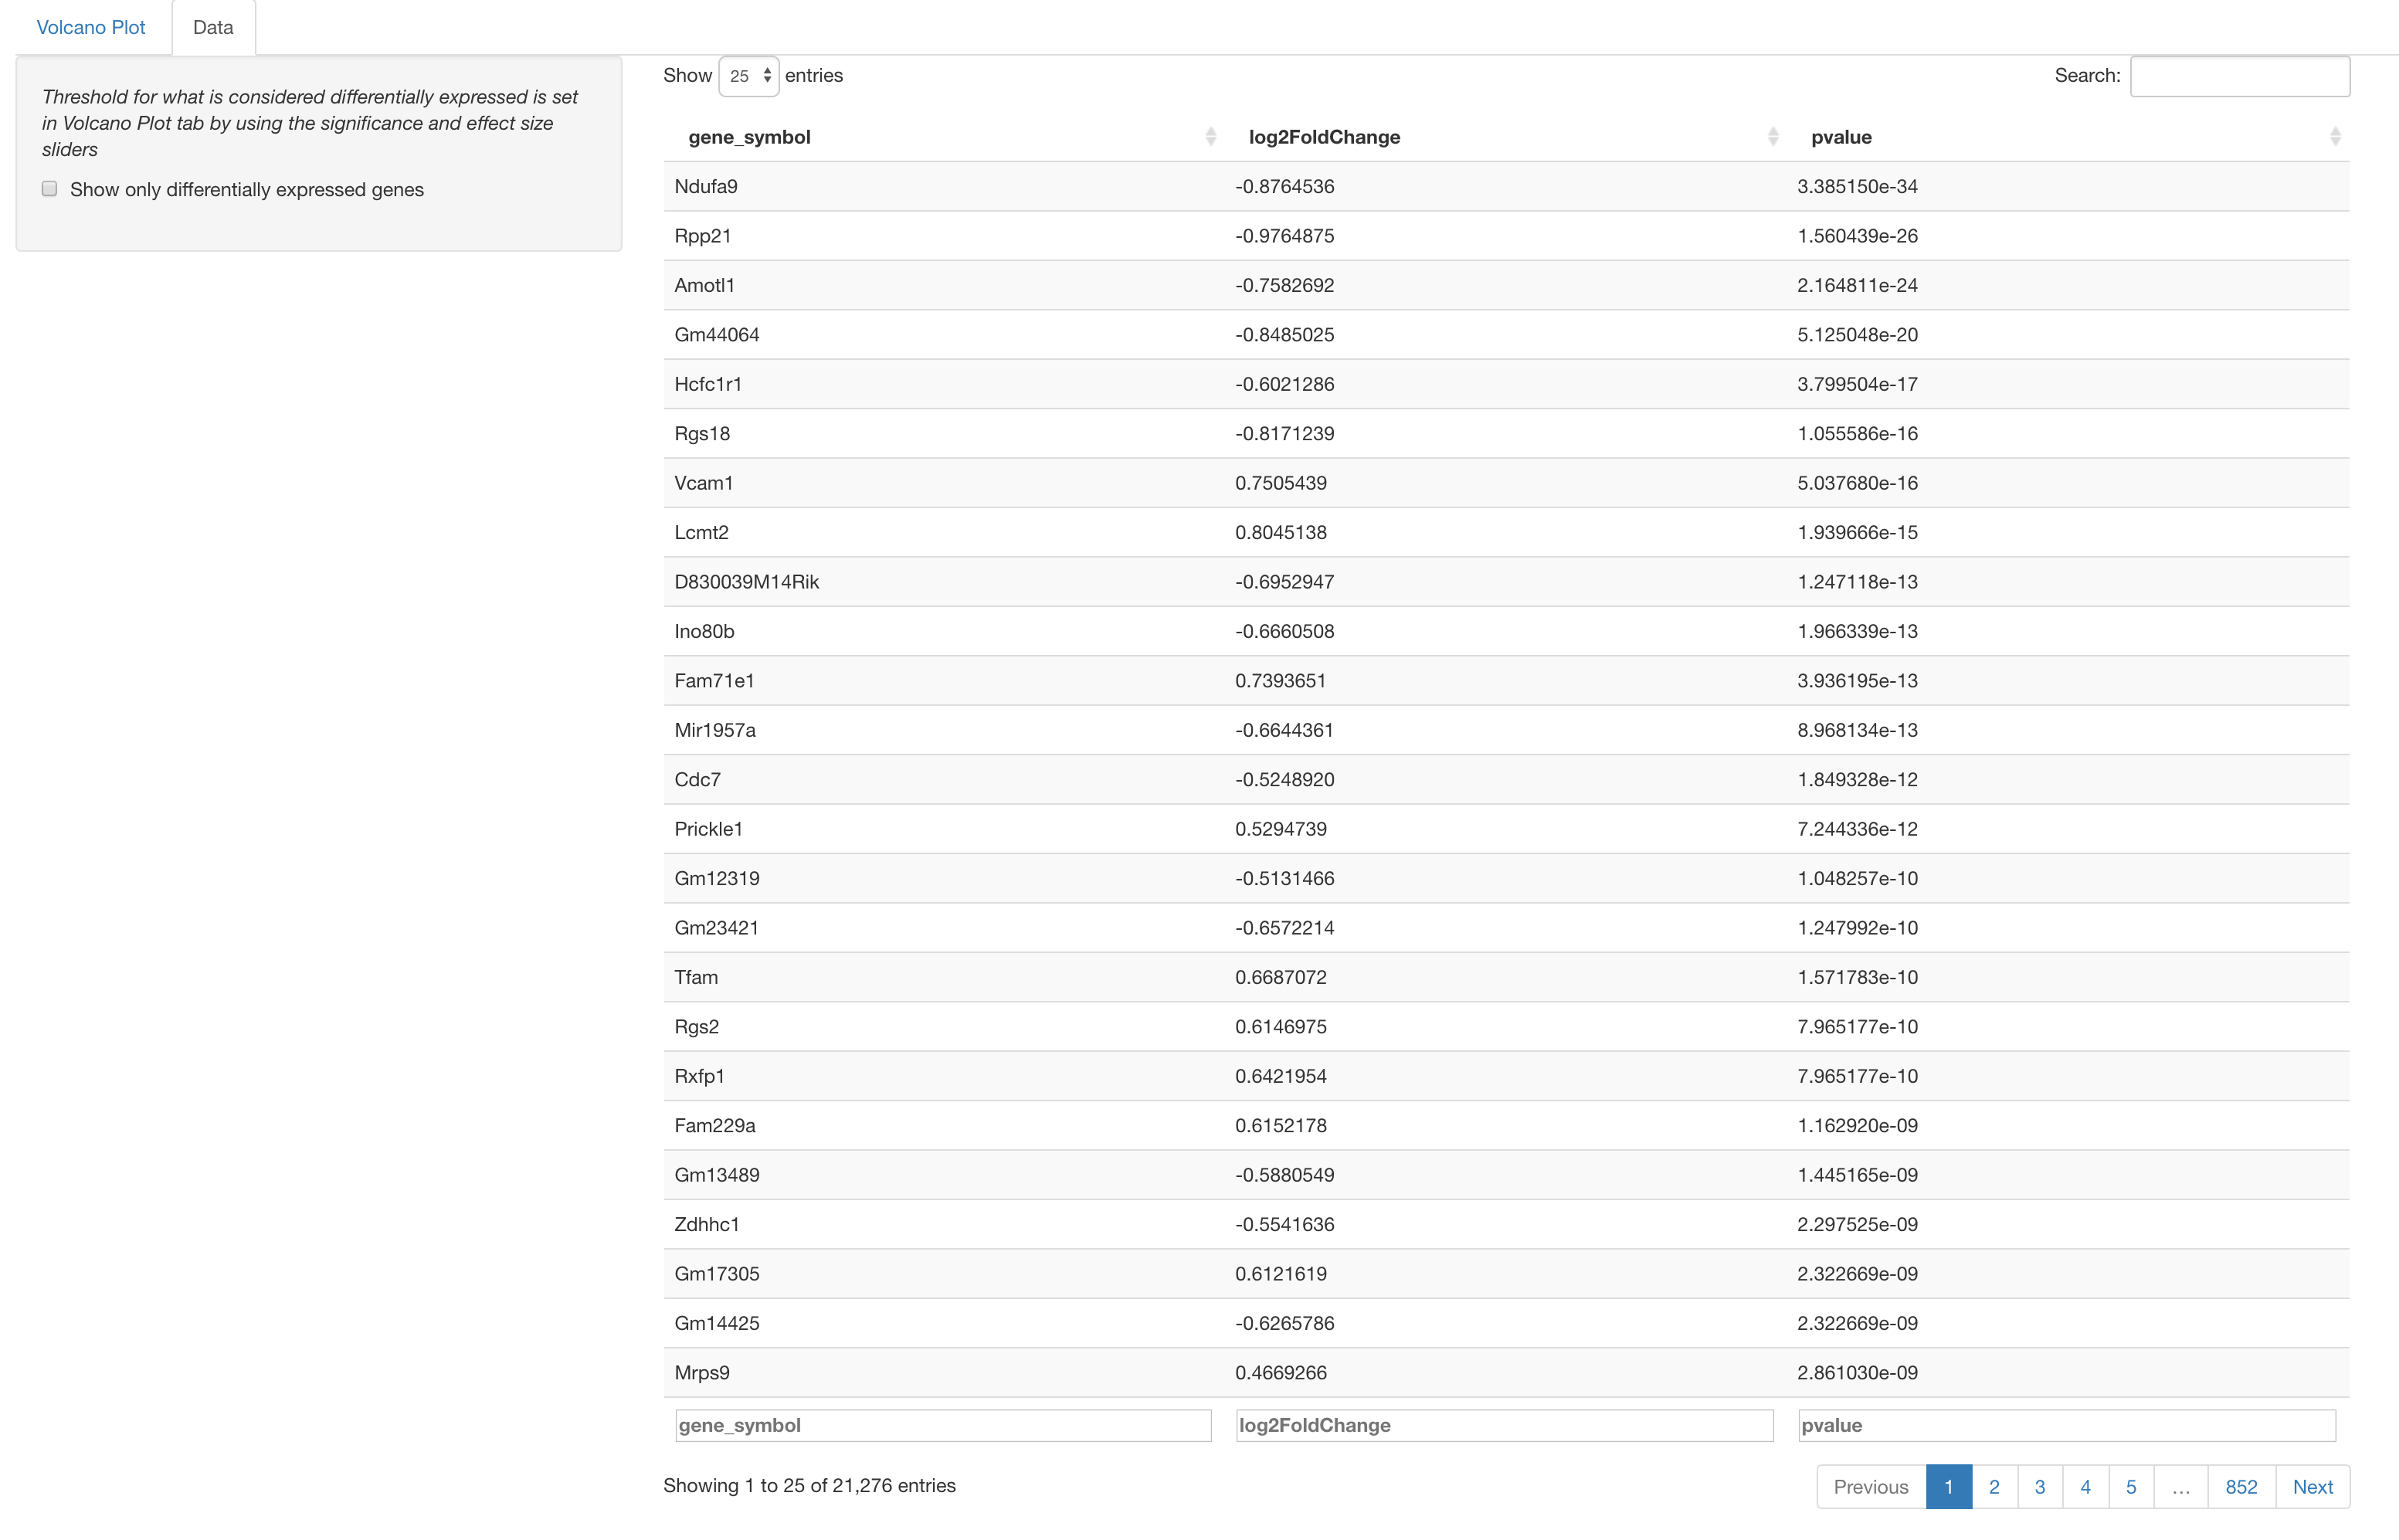 Volcano Plot Data
Threshold for what is considered differentially expressed is set
in Volcano Plot tab by using the significance and effect size
sliders
Show only differentially expressed genes
Show 25 entries Search:
gene_symbol log2FoldChange pvalue
Ndufa9 -0.8764536 3.385150e-34
Rpp21 -0.9764875 1.560439e-26
Amotl1 -0.7582692 2.164811e-24
Gm44064 -0.8485025 5.125048e-20
Hcfc1r1 -0.6021286 3.799504e-17
Rgs18 -0.8171239 1.055586e-16
Vcam1 0.7505439 5.037680e-16
Lcmt2 0.8045138 1.939666e-15
D830039M14Rik -0.6952947 1.247118e-13
Ino80b -0.6660508 1.966339e-13
Fam71e1 0.7393651 3.936195e-13
Mir1957a -0.6644361 8.968134e-13
Cdc7 -0.5248920 1.849328e-12
Prickle1 0.5294739 7.244336e-12
Gm12319 -0.5131466 1.048257e-10
Gm23421 -0.6572214 1.247992e-10
Tfam 0.6687072 1.571783e-10
Rgs2 0.6146975 7.965177e-10
Rxfp1 0.6421954 7.965177e-10
Fam229a 0.6152178 1.162920e-09
Gm13489 -0.5880549 1.445165e-09
Zdhhc1 -0.5541636 2.297525e-09
Gm17305 0.6121619 2.322669e-09
Gm14425 -0.6265786 2.322669e-09
Mrps9 0.4669266 2.861030e-09
gene_symbol log2FoldChange pvalue
Showing 1 to 25 of 21,276 entries Previous 1 2 3 4 5 … 852 Next